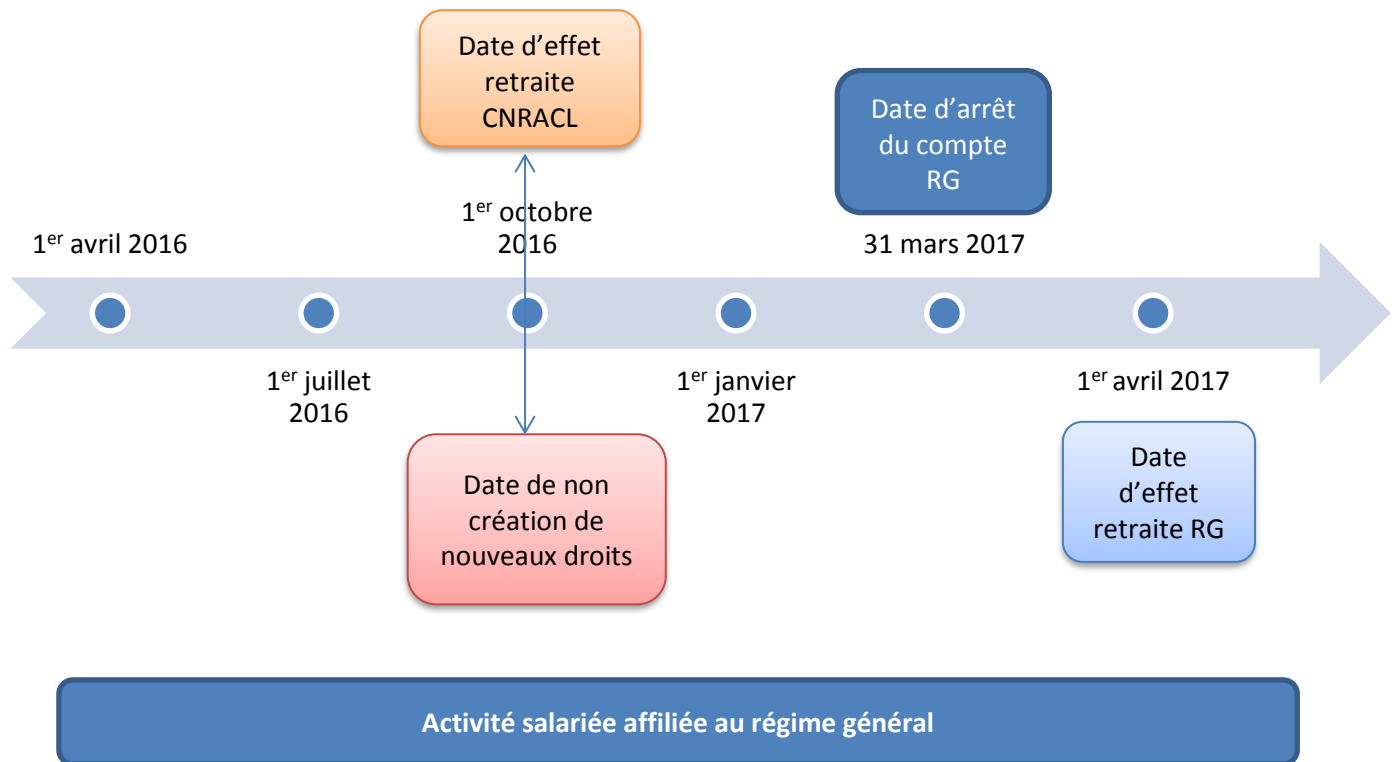 Date d'effet
retraite
CNRACL
Date d'arrêt
du compte
RG
1er avril 2016
1er octobre
2016
31 mars 2017
1er juillet
2016
1er janvier
2017
1er avril 2017
Date de non
création de
nouveaux droits
Date
d'effet
retraite RG
Activité salariée affiliée au régime général